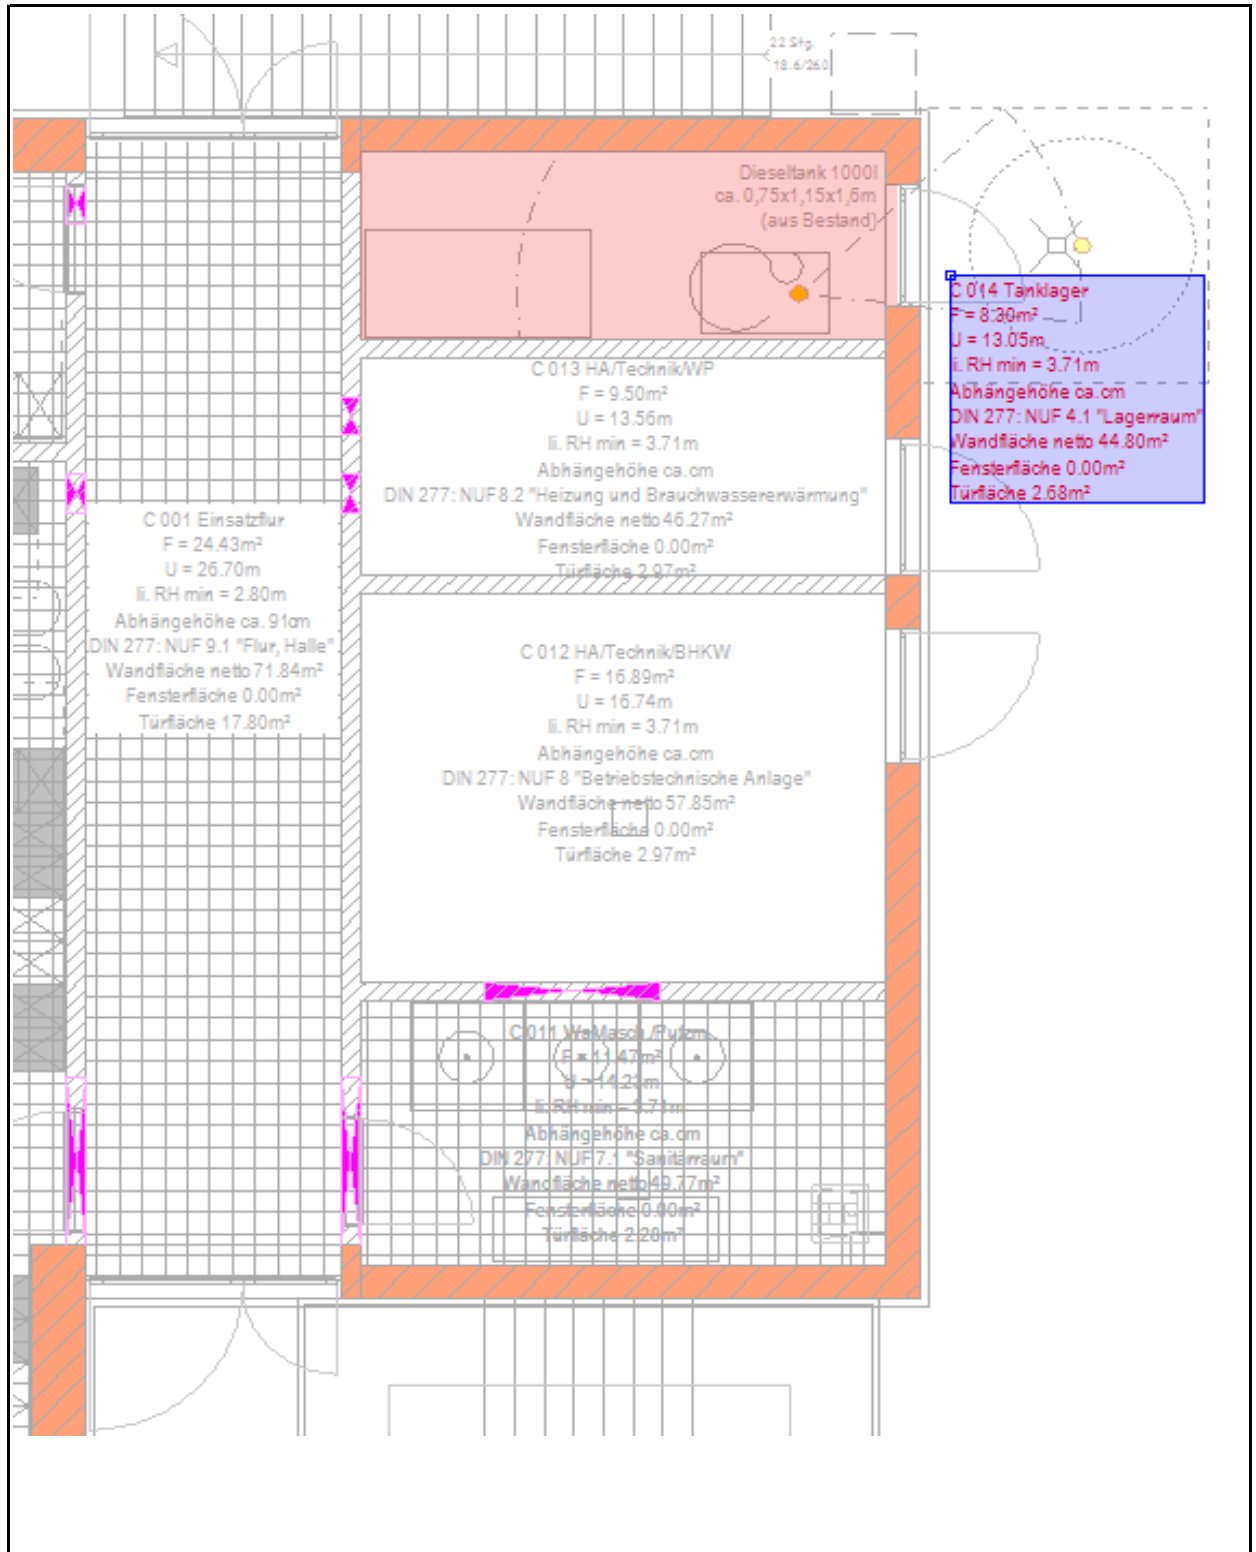 22 Stg.
18.6/26.0
Dieseltank 1000l
ca. 0,75x1,15x1,6m
(aus Bestand)
C 014 Tanklager
F = 8.30m²
U = 13.05m
li. RH min = 3.71m
Abhängehöhe ca.cm
DIN 277: NUF 4.1 "Lagerraum"
Wandfläche netto 44.80m²
Fensterfläche 0.00m²
Türfläche 2.68m²
C 013 HA/Technik/WP
F = 9.50m²
U = 13.56m
li. RH min = 3.71m
Abhängehöhe ca.cm
DIN 277: NUF 8.2 "Heizung und Brauchwassererwärmung"
Wandfläche netto 46.27m²
Fensterfläche 0.00m²
Türfläche 2.97m²
C 001 Einsatzflur
F = 24.43m²
U = 26.70m
li. RH min = 2.80m
Abhängehöhe ca. 91cm
DIN 277: NUF 9.1 "Flur, Halle"
Wandfläche netto 71.84m²
Fensterfläche 0.00m²
Türfläche 17.80m²
C 012 HA/Technik/BHKW
F = 16.89m²
U = 16.74m
li. RH min = 3.71m
Abhängehöhe ca.cm
DIN 277: NUF 8 "Betriebstechnische Anlage"
Wandfläche netto 57.85m²
Fensterfläche 0.00m²
Türfläche 2.97m²
C 011 WaMasch./Putzm.
F = 11.47m²
U = 14.23m
li. RH min = 3.71m
Abhängehöhe ca.cm
DIN 277: NUF 7.1 "Sanitärraum"
Wandfläche netto 49.77m²
Fensterfläche 0.00m²
Türfläche 2.28m²